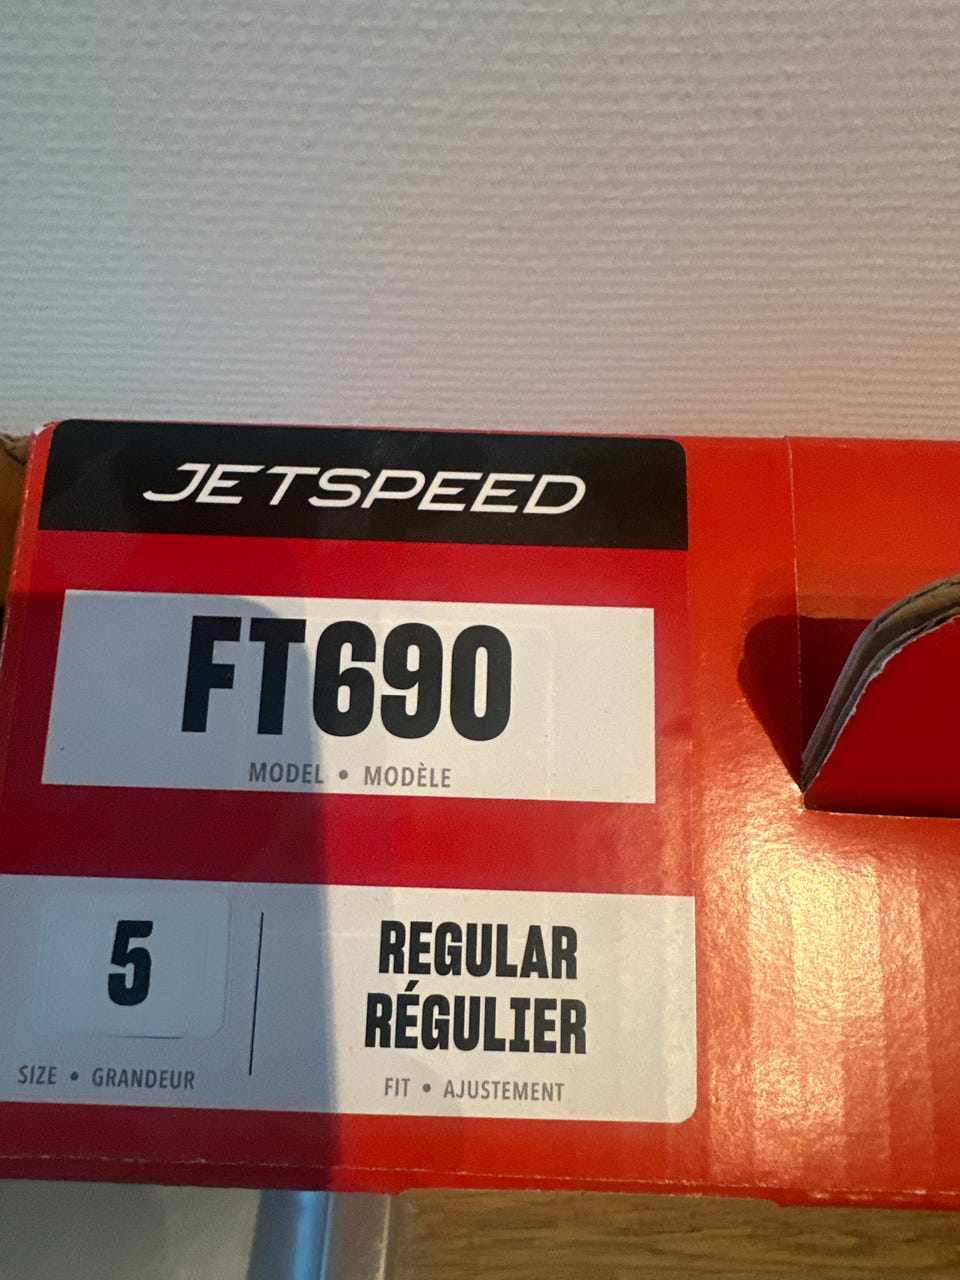 JETSPEED
FT690
MODEL • MODÈLE
5
SIZE • GRANDEUR
REGULAR
RÉGULIER
FIT • AJUSTEMENT